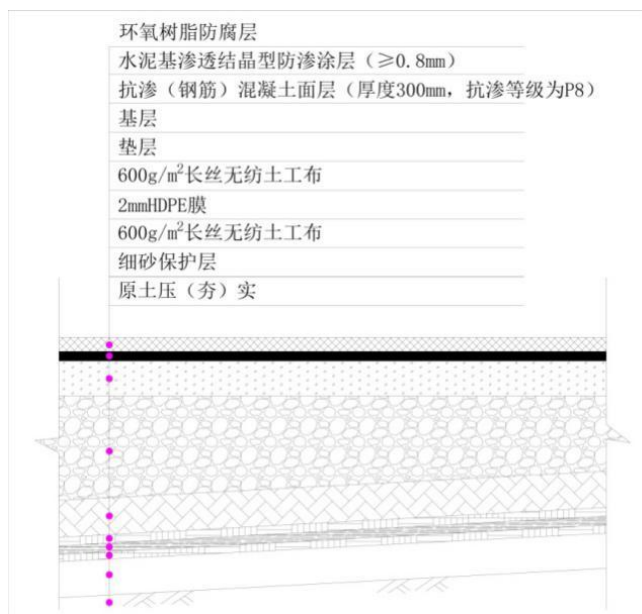 环氧树脂防腐层
水泥基渗透结晶型防渗涂层（≥0.8mm）
抗渗（钢筋）混凝土面层（厚度300mm，抗渗等级为P8）
基层
垫层
600g/m²长丝无纺土工布
2mmHDPE膜
600g/m²长丝无纺土工布
细砂保护层
原土压（夯）实